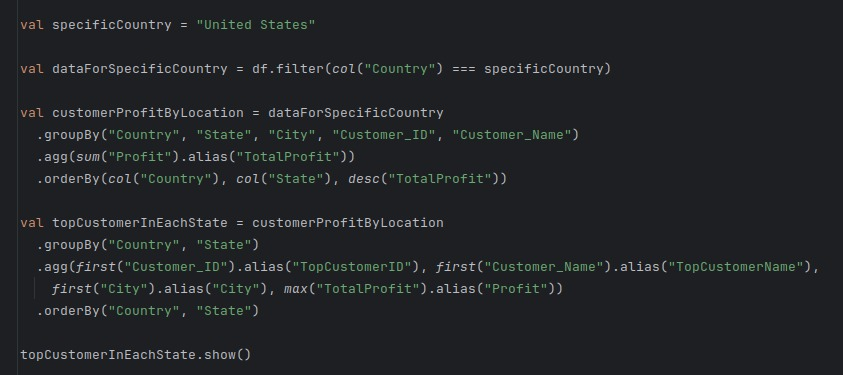 val specificCountry = "United States"
val dataForSpecificCountry = df.filter(col("Country") === specificCountry)
val customerProfitByLocation = dataForSpecificCountry
  .groupBy("Country", "State", "City", "Customer_ID", "Customer_Name")
  .agg(sum("Profit").alias("TotalProfit"))
  .orderBy(col("Country"), col("State"), desc("TotalProfit"))
val topCustomerInEachState = customerProfitByLocation
  .groupBy("Country", "State")
  .agg(first("Customer_ID").alias("TopCustomerID"), first("Customer_Name").alias("TopCustomerName"),
    first("City").alias("City"), max("TotalProfit").alias("Profit"))
  .orderBy("Country", "State")
topCustomerInEachState.show()